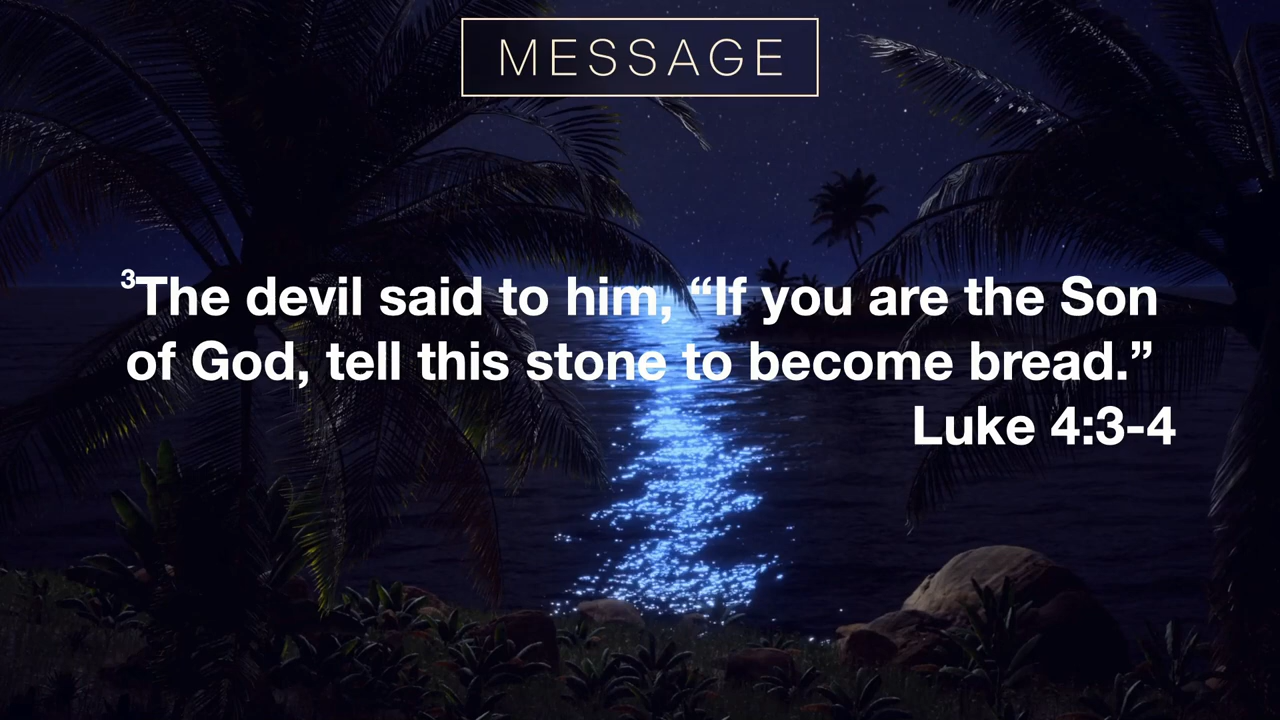 MESSAGE
³The devil said to him, “If you are the Son
of God, tell this stone to become bread.”
Luke 4:3-4